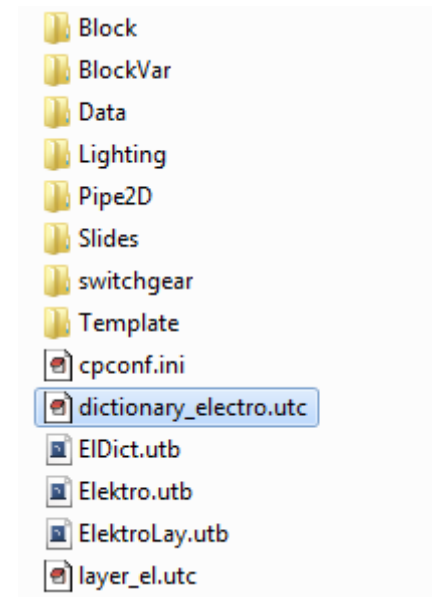 Block
BlockVar
Data
Lighting
Pipe2D
Slides
switchgear
Template
cpconf.ini
dictionary_electro.utc
ElDict.utb
Elektro.utb
ElektroLay.utb
layer_el.utc